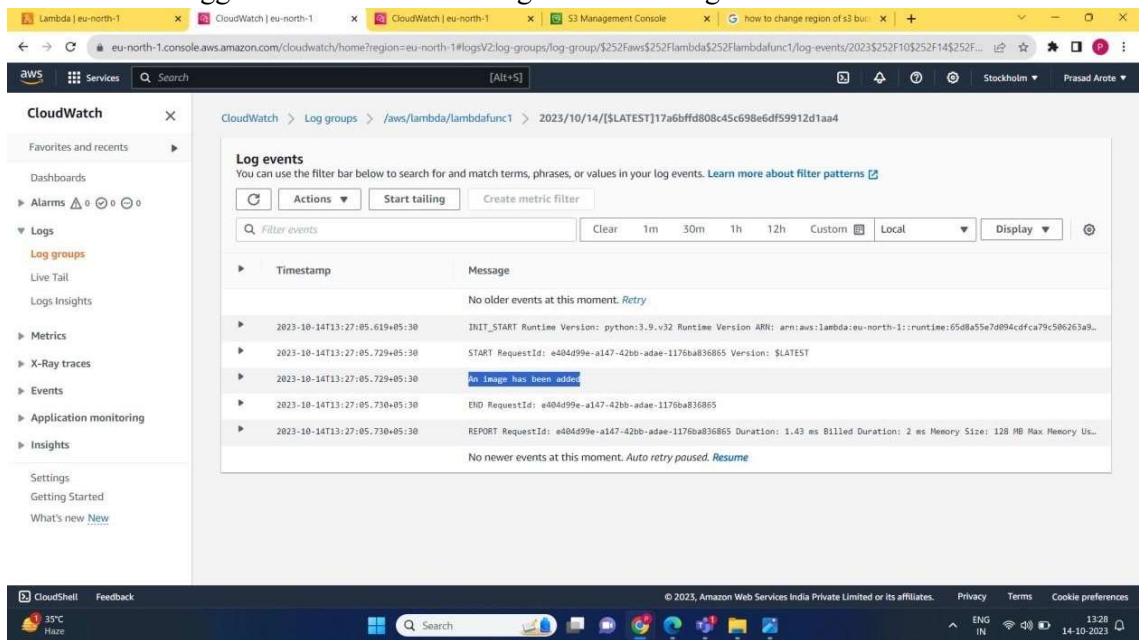 Lambda | eu-north-1
CloudWatch | eu-north-1
CloudWatch | eu-north-1
S3 Management Console
how to change region of s3 buc
eu-north-1.console.aws.amazon.com/cloudwatch/home?region=eu-north-1#logsV2:log-groups/log-group/$252Faws$252Flambda$252Flambdafunc1/log-events/2023$252F10$252F14$252F...
aws Services Search [Alt+S] Stockholm Prasad Arote
CloudWatch
Favorites and recents
Dashboards
Alarms 0 0 0
Logs
Log groups
Live Tail
Logs Insights
Metrics
X-Ray traces
Events
Application monitoring
Insights
Settings
Getting Started
What's new New
CloudWatch > Log groups > /aws/lambda/lambdafunc1 > 2023/10/14/[$LATEST]17a6bffd808c45c698e6df59912d1aa4
Log events
You can use the filter bar below to search for and match terms, phrases, or values in your log events. Learn more about filter patterns
Actions Start tailing Create metric filter
Filter events Clear 1m 30m 1h 12h Custom Local Display
Timestamp Message
No older events at this moment. Retry
2023-10-14T13:27:05.619+05:30 INIT_START Runtime Version: python:3.9.v32 Runtime Version ARN: arn:aws:lambda:eu-north-1::runtime:65d8a55e7d094cdfca79c506263a9…
2023-10-14T13:27:05.729+05:30 START RequestId: e404d99e-a147-42bb-adae-1176ba836865 Version: $LATEST
2023-10-14T13:27:05.729+05:30 An image has been added
2023-10-14T13:27:05.730+05:30 END RequestId: e404d99e-a147-42bb-adae-1176ba836865
2023-10-14T13:27:05.730+05:30 REPORT RequestId: e404d99e-a147-42bb-adae-1176ba836865 Duration: 1.43 ms Billed Duration: 2 ms Memory Size: 128 MB Max Memory Us…
No newer events at this moment. Auto retry paused. Resume
CloudShell Feedback © 2023, Amazon Web Services India Private Limited or its affiliates. Privacy Terms Cookie preferences
1
35°C
Haze
Search
ENG
IN
13:28
14-10-2023